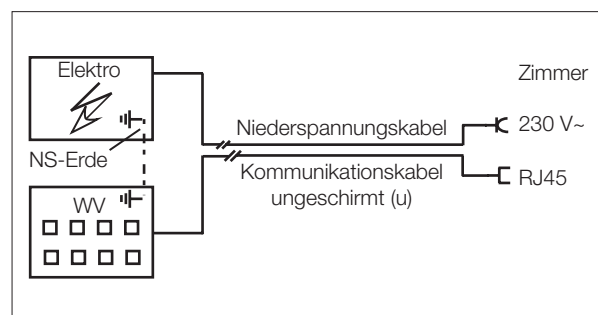 Elektro
Zimmer
Niederspannungskabel
230 V~
NS-Erde
Kommunikationskabel
ungeschirmt (u)
RJ45
WV